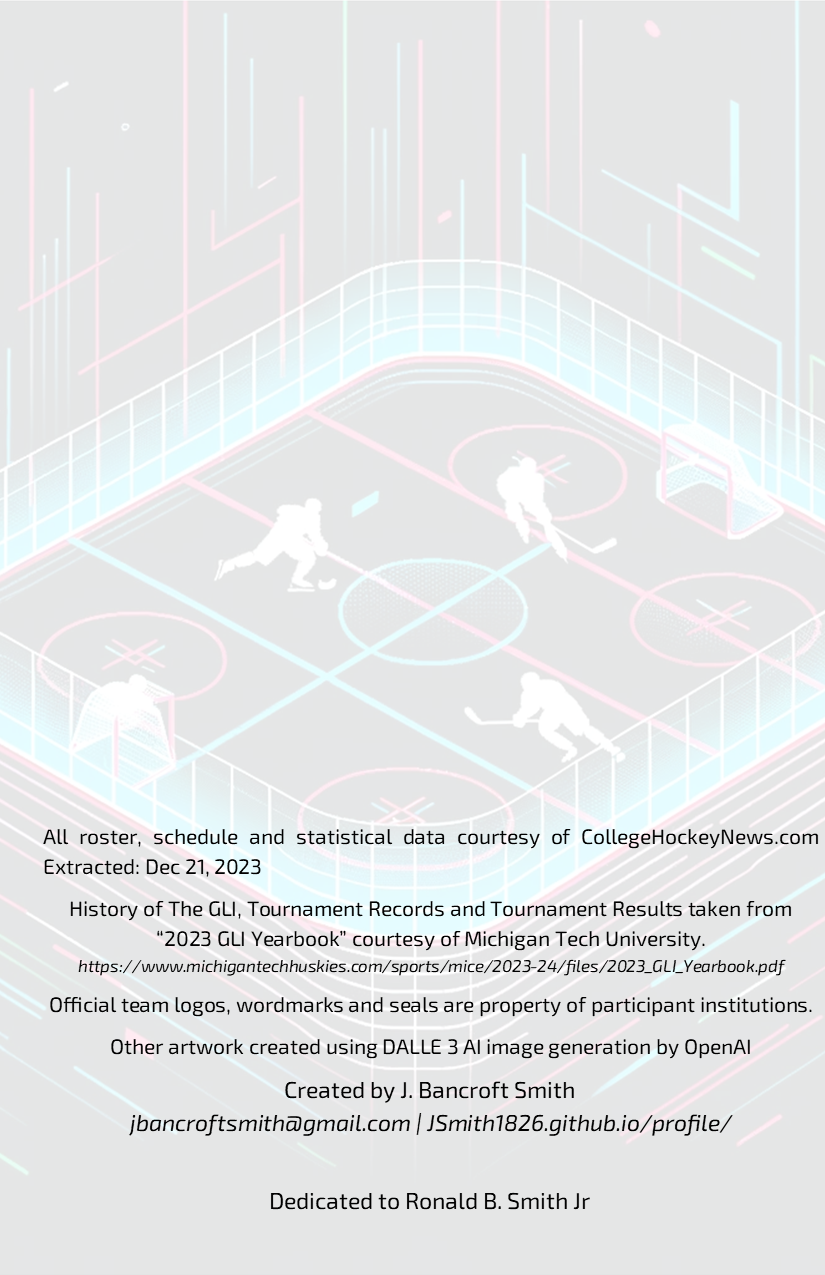 All roster, schedule and statistical data courtesy of CollegeHockeyNews.com
Extracted: Dec 21, 2023
History of The GLI, Tournament Records and Tournament Results taken from
“2023 GLI Yearbook” courtesy of Michigan Tech University.
https://www.michigantechhuskies.com/sports/mice/2023-24/files/2023_GLI_Yearbook.pdf
Official team logos, wordmarks and seals are property of participant institutions.
Other artwork created using DALLE 3 AI image generation by OpenAI
Created by J. Bancroft Smith
jbancroftsmith@gmail.com | JSmith1826.github.io/profile/
Dedicated to Ronald B. Smith Jr